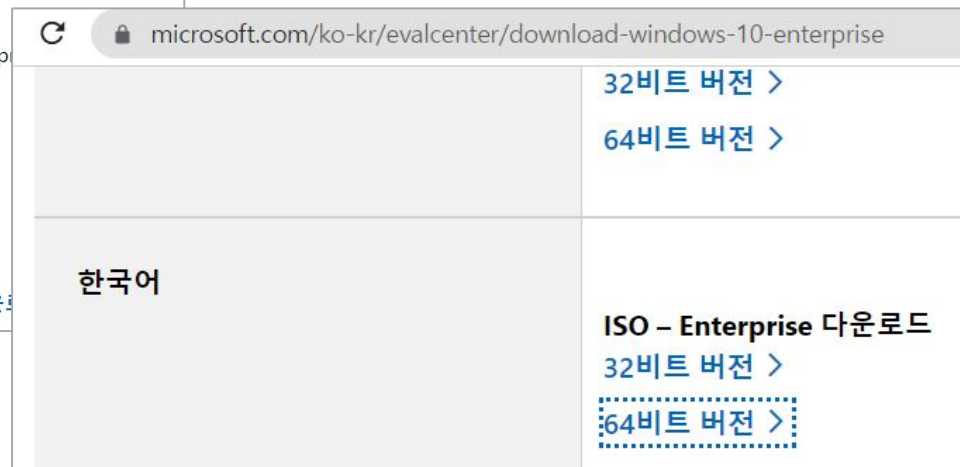 microsoft.com/ko-kr/evalcenter/download-windows-10-enterprise
32비트 버전 >
64비트 버전 >
한국어
ISO – Enterprise 다운로드
32비트 버전 >
64비트 버전 >